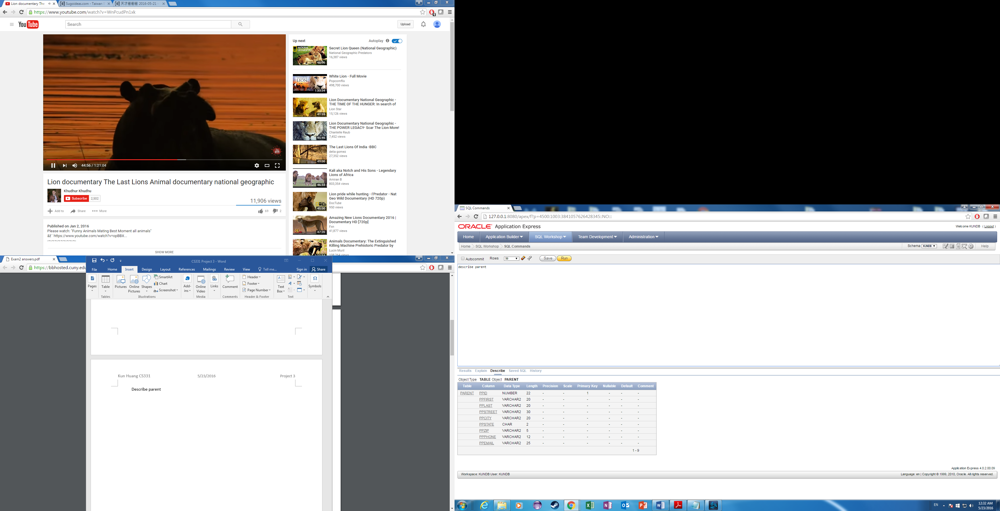 Lion documentary The
Sugoideas.com - Taiwan
天才衝衝衝 2016-05-21 -
https://www.youtube.com/watch?v=WnPcudPn1xk
YouTube
Search
Upload
44:56 / 1:21:04
Lion documentary The Last Lions Animal documentary national geographic
Khudhur Khudhu
Subscribe 2,502
11,906 views
Add to Share More 69 2
Published on Jan 2, 2016
Please watch: "Funny Animals Mating Best Moment all animals"
âž¨ https://www.youtube.com/watch?v=opBBX...
-~-~~-~~~-~~-~-
SHOW MORE
Up next Autoplay
NATIONAL GEOGRAPHIC
46:06
Secret Lion Queen (National Geographic)
National Geographic Predators
16,387 views
LION
1:33:34
White Lion - Full Movie
Popcornflix
498,700 views
41:55
Lion Documentary National Geographic -
THE TIME OF THE HUNGER: In search of
Lion Star
15,126 views
45:46
Lion Documentary National Geographic -
THE POWER LEGACY- Scar The Lion More!
Chantelle Raub
7,452 views
49:00
The Last Lions Of India -BBC
delia gomez
27,352 views
46:33
Kali aka Notch and His Sons - Legendary
Lions of Africa
Amiran B
803,354 views
45:00
Lion pride while hunting - I'Predator - Nat
Geo Wild Documentary (HD 720p)
DocTube
950 views
47:20
Amazing New Lions Documentary 2016 |
Documentary HD [720p]
Fxn
41,877 views
1:11:34
Animals Documentary: The Extinguished
Killing Machine Prehistoric Predator by
Lucin Muril
108,264 views
Exam2 answers.pdf
https://bbhosted.cuny.edu
CS331 Project 3 - Word
File Home Insert Design Layout References Mailings Review View Tell me... Sign in Share
Pages
Table
Pictures
Online Pictures
Shapes
SmartArt
Chart
Screenshot
Add-ins
Online Video
Links
Comment
Header
Footer
Page Number
Text Box
Symbols
Tables Illustrations Media Comments Header & Footer Text
Kun Huang CS331 5/23/2016 Project 3
Describe parent
SQL Commands
127.0.0.1:8080/apex/f?p=4500:1003:3841057626428345::NO:::
ORACLE Application Express
Welcome KUNDB ( Logout )
Home Application Builder SQL Workshop Team Development Administration
Home SQL Workshop SQL Commands
Schema KUNDB Help
Autocommit Rows 50 Save Run
describe parent
Results Explain Describe Saved SQL History
Object Type TABLE Object PARENT
Table Column Data Type Length Precision Scale Primary Key Nullable Default Comment
PARENT PPID NUMBER 22 - - 1 - - -
PPFIRST VARCHAR2 20 - - - - - -
PPLAST VARCHAR2 20 - - - - - -
PPSTREET VARCHAR2 30 - - - - - -
PPCITY VARCHAR2 20 - - - - - -
PPSTATE CHAR 2 - - - - - -
PPZIP VARCHAR2 5 - - - - - -
PPPHONE VARCHAR2 12 - - - - - -
PPEMAIL VARCHAR2 25 - - - - - -
1 - 9
Application Express 4.0.2.00.09
Workspace: KUNDB User: KUNDB
Language: en | Copyright © 1999, 2010, Oracle. All rights reserved.
EN
12:32 AM
5/23/2016